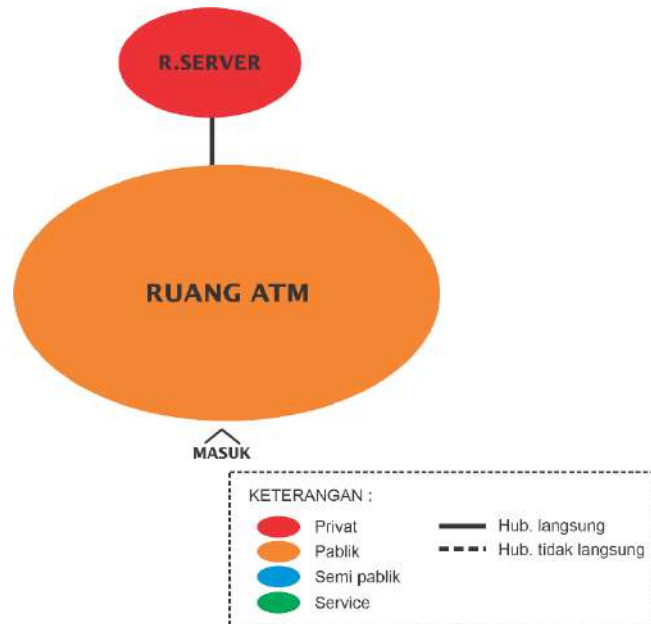 R.SERVER
RUANG ATM
MASUK
KETERANGAN :
Privat
Pablik
Semi pablik
Service
Hub. langsung
Hub. tidak langsung